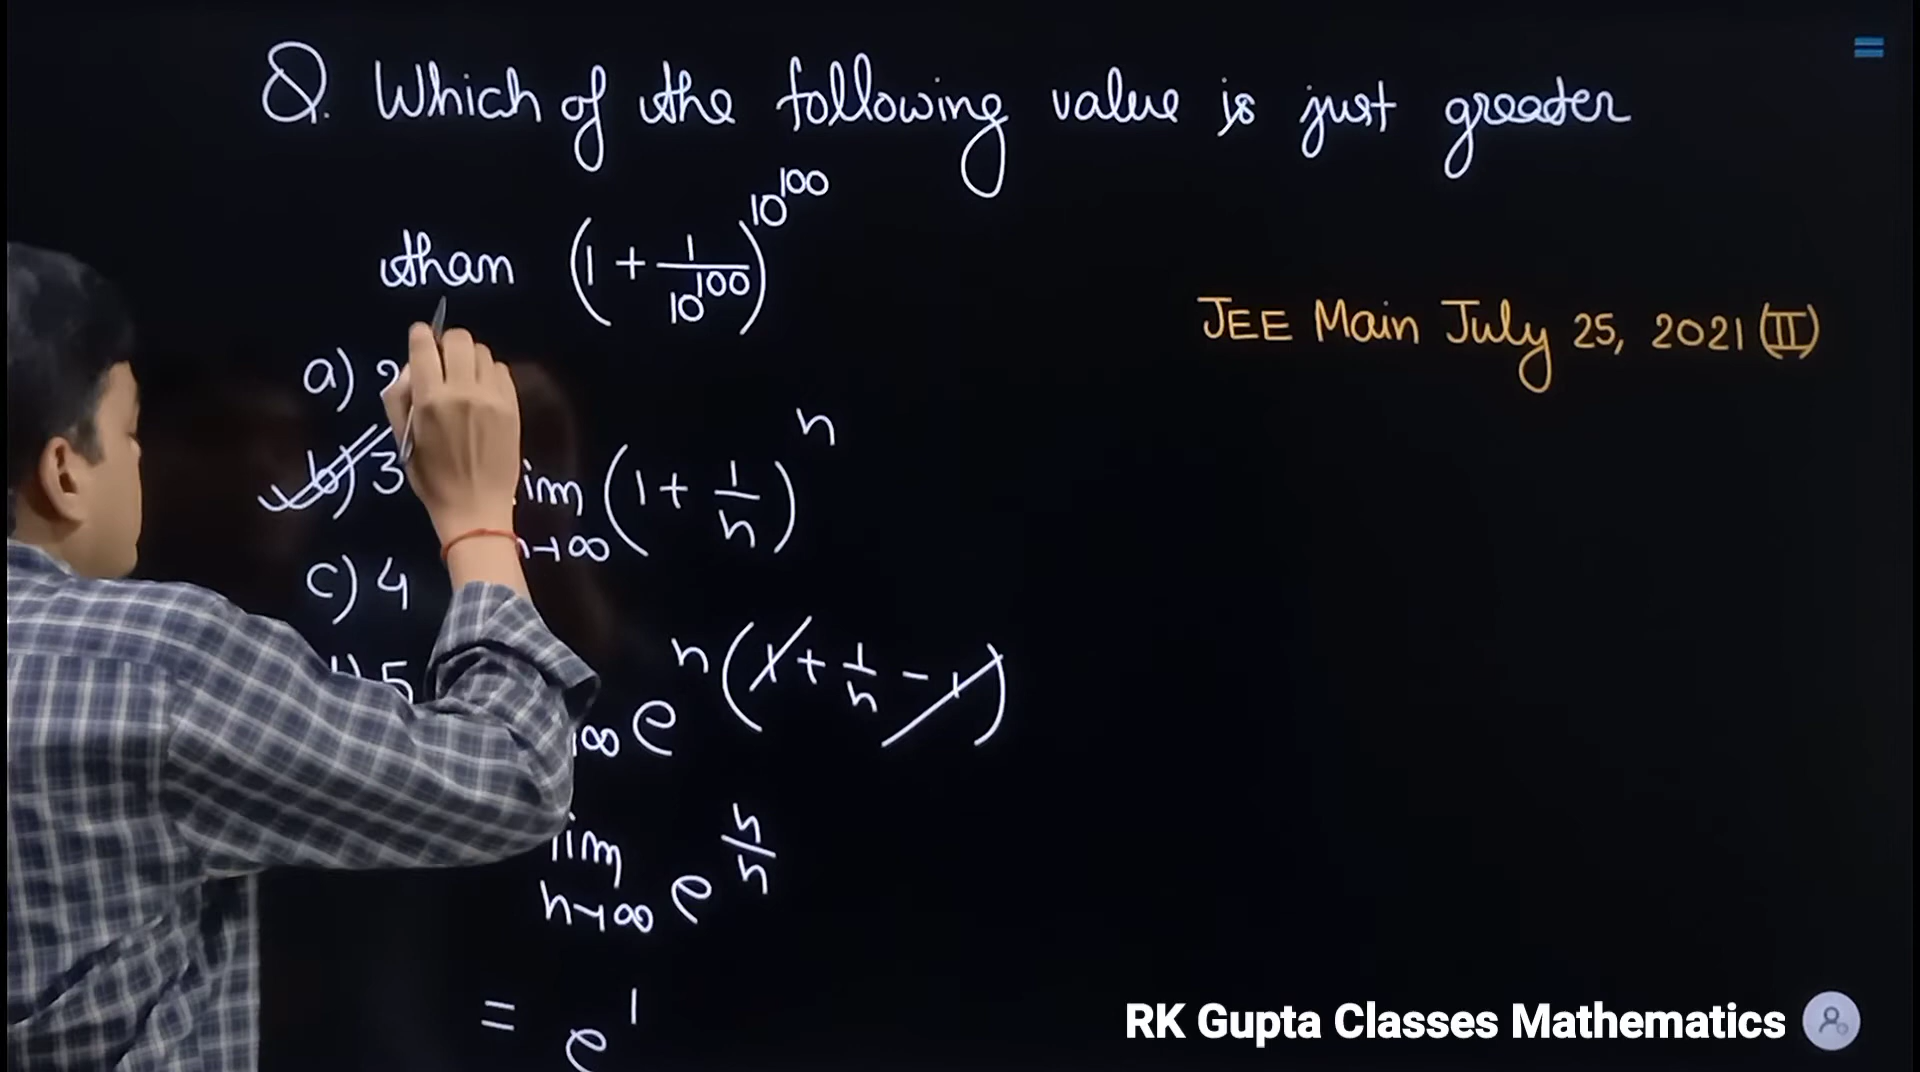 Q. Which of the following value is just greater
than (1 + 1/10^100)^10^100
JEE Main July 25, 2021 (II)
a) 2
b) 3
lim n→∞ (1 + 1/n)^n
c) 4
5
∞ e^n(1 + 1/n - 1)
lim n→∞ e^n/n
= e^1
RK Gupta Classes Mathematics